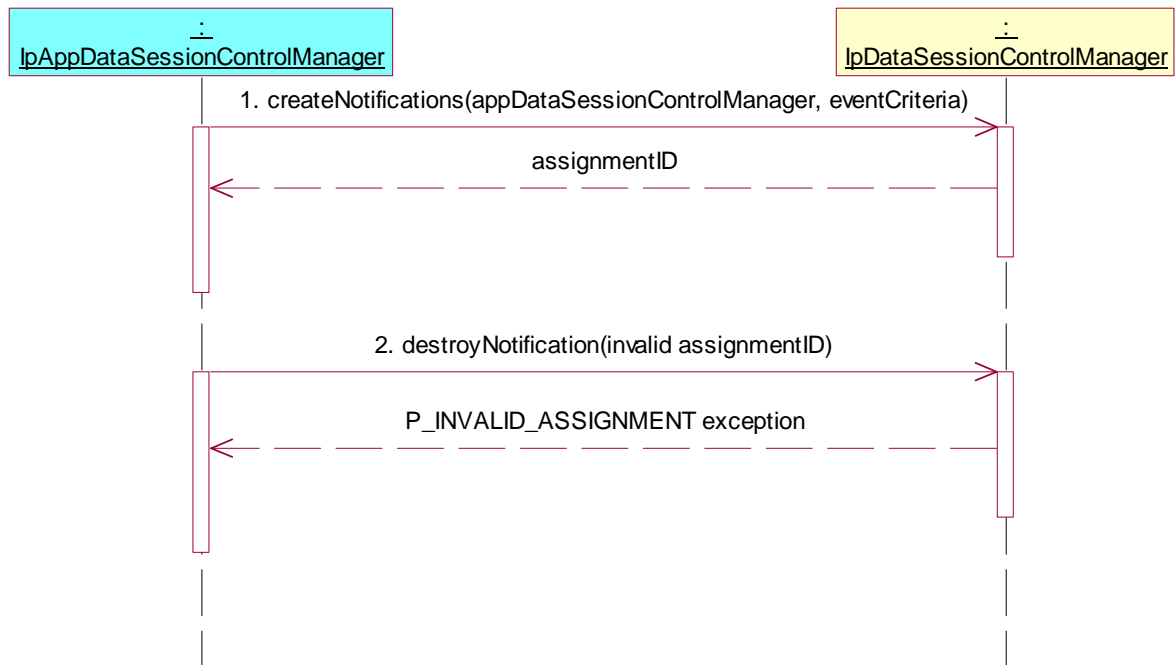 :
IpAppDataSessionControlManager
:
IpDataSessionControlManager
1. createNotifications(appDataSessionControlManager, eventCriteria)
assignmentID
2. destroyNotification(invalid assignmentID)
P_INVALID_ASSIGNMENT exception